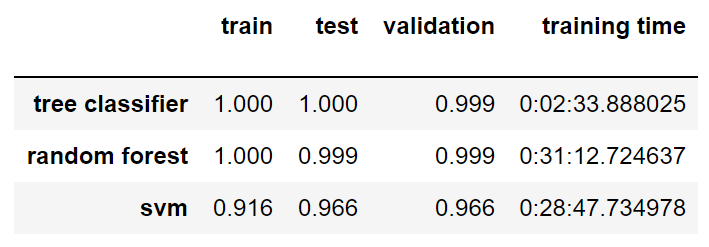 train test validation training time
tree classifier 1.000 1.000 0.999 0:02:33.888025
random forest 1.000 0.999 0.999 0:31:12.724637
svm 0.916 0.966 0.966 0:28:47.734978